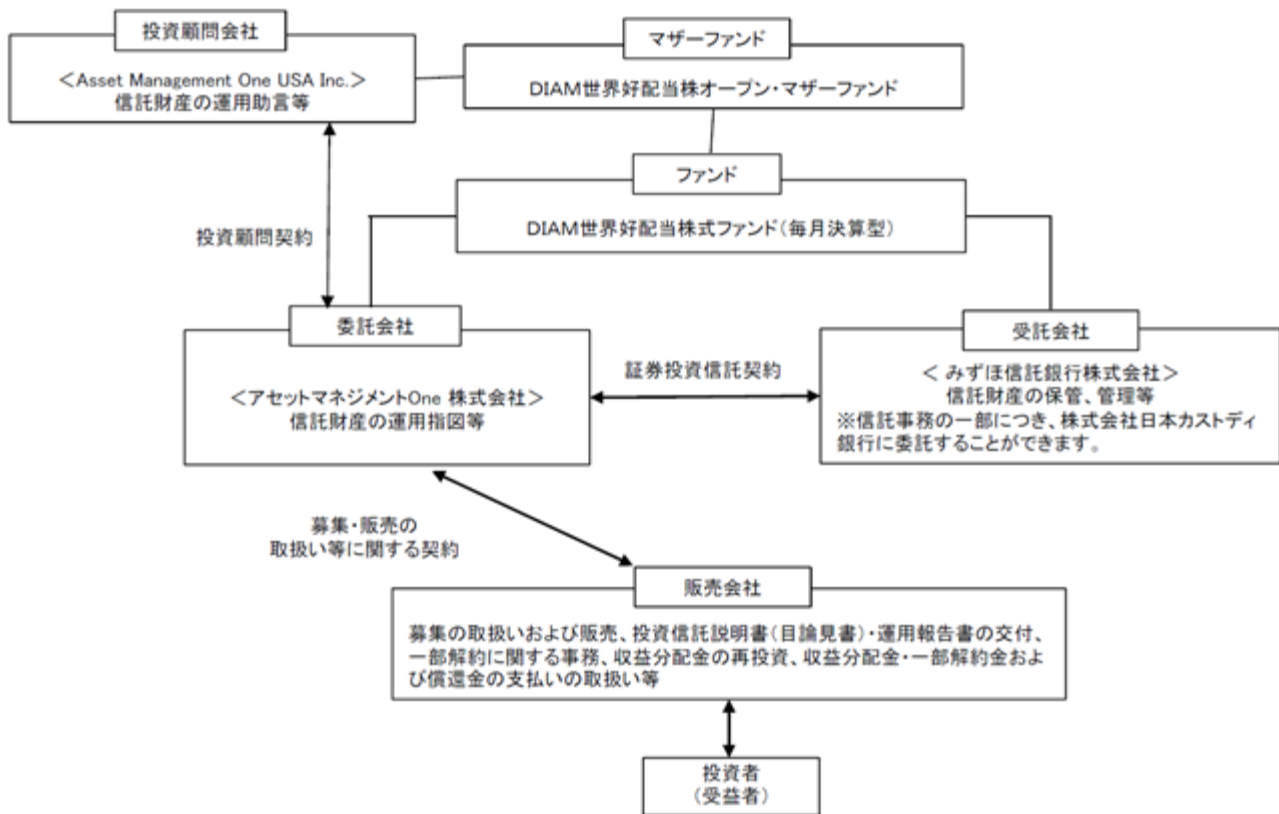 投資顧問会社
<Asset Management One USA Inc.>
信託財産の運用助言等
マザーファンド
DIAM世界好配当株オープン・マザーファンド
ファンド
DIAM世界好配当株式ファンド(毎月決算型)
投資顧問契約
委託会社
<アセットマネジメントOne 株式会社>
信託財産の運用指図等
証券投資信託契約
受託会社
< みずほ信託銀行株式会社>
信託財産の保管、管理等
※信託事務の一部につき、株式会社日本カストディ
銀行に委託することができます。
募集・販売の
取扱い等に関する契約
販売会社
募集の取扱いおよび販売、投資信託説明書(目論見書)・運用報告書の交付、
一部解約に関する事務、収益分配金の再投資、収益分配金・一部解約金およ
び償還金の支払いの取扱い等
投資者
(受益者)